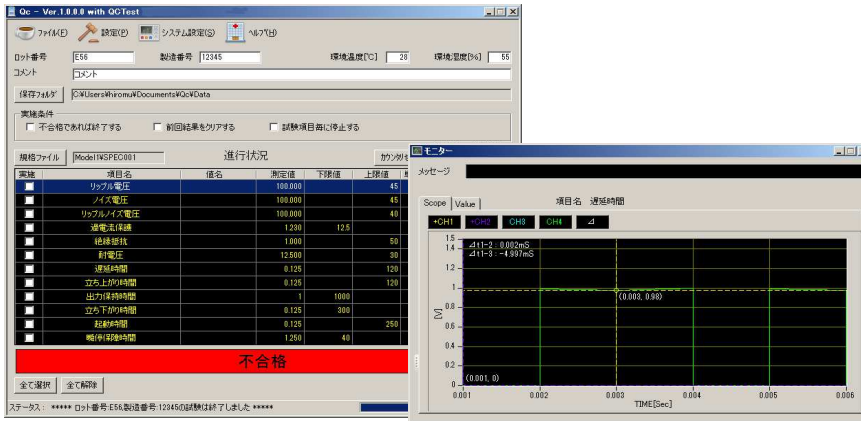 Qc - Ver.1.0.0.0 with QCTest
ファイル(F) 設定(P) システム設定(S) ヘルプ(H)
ロット番号 E56 製造番号 12345 環境温度[℃] 28 環境湿度[%] 55
コメント コメント
保存フォルダ C:¥Users¥hiromu¥Documents¥Qc¥Data
実施条件
不合格であれば終了する 前回結果をクリアする 試験項目毎に停止する
規格ファイル Model1¥SPEC001 進行状況
実施 項目名 値名 測定値 下限値 上限値
リップル電圧 100.000 45
ノイズ電圧 100.000 45
リップルノイズ電圧 100.000 40
過電流保護 1.230 12.5
絶縁抵抗 1.000 50
耐電圧 12.500 30
遅延時間 0.125 120
立ち上がり時間 0.125 120
出力保持時間 1 1000
立ち下がり時間 0.125 300
起動時間 0.125 250
瞬停保障時間 1.250 40
不合格
全て選択 全て解除
ステータス: ***** ロット番号:E56,製造番号:12345の試験は終了しました *****
モニター
メッセージ
Scope Value 項目名 遅延時間
+CH1 +CH2 CH3 CH4 ⊿
⊿t1-2 : 0.002mS
⊿t1-3 : -4.997mS
1.5
1.4
1.2
1
0.8
0.6
0.4
0.2
0
[V]
(0.003, 0.98)
(0.001, 0)
0.001 0.002 0.003 0.004 0.005 0.006
TIME[Sec]